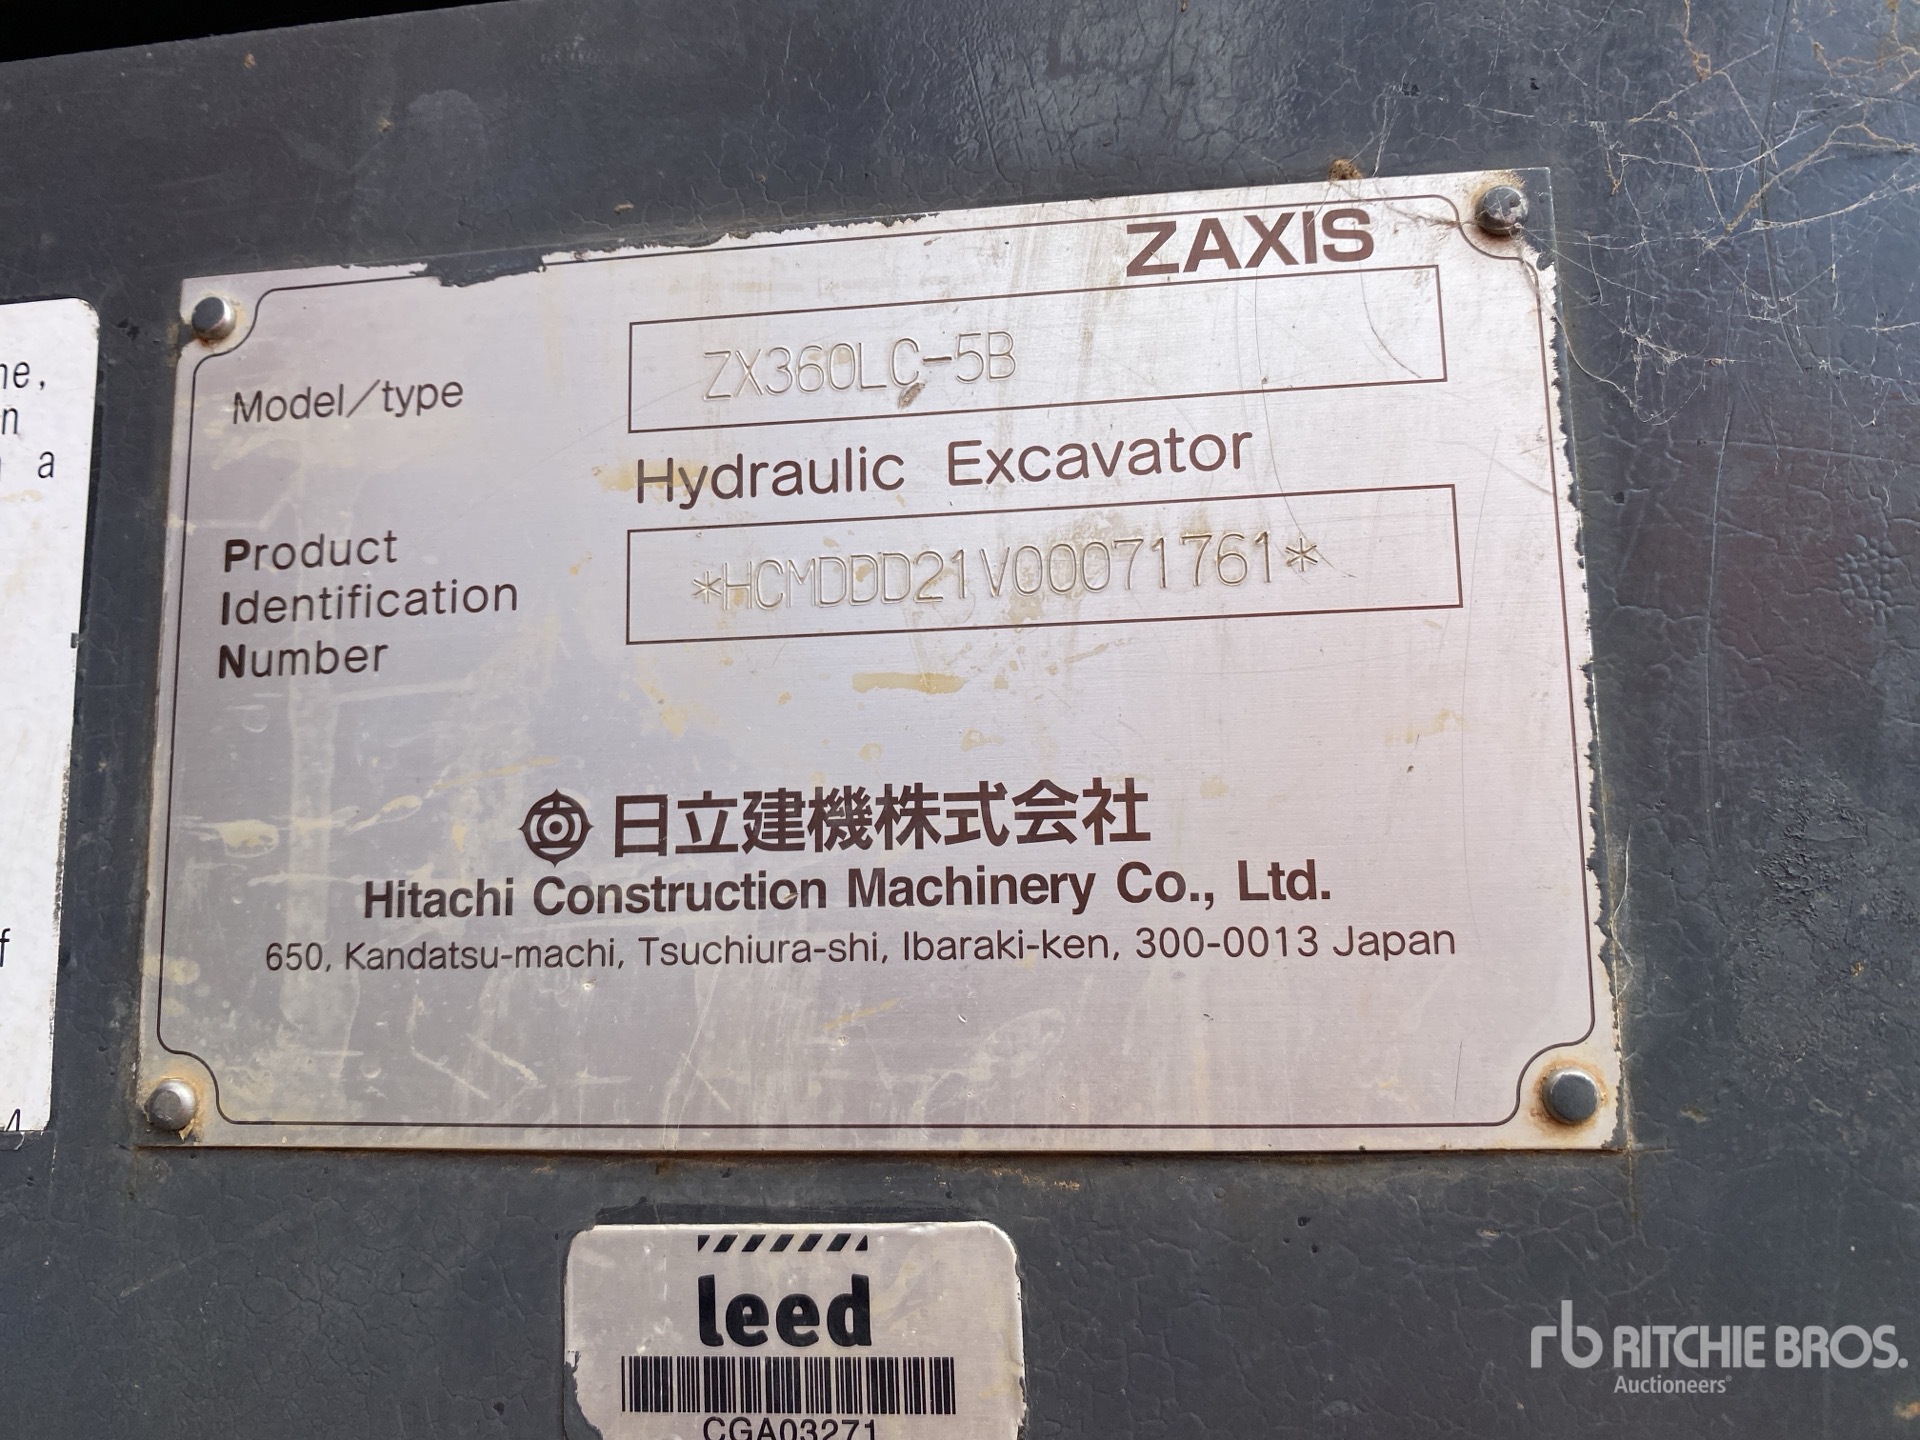 ne,
n
a
f
ZAXIS
Model/type
ZX360LC-5B
Hydraulic Excavator
Product
Identification
Number
*HCMDDD21V00071761*
日立建機株式会社
Hitachi Construction Machinery Co., Ltd.
650, Kandatsu-machi, Tsuchiura-shi, Ibaraki-ken, 300-0013 Japan
leed
CGA03271
rb RITCHIE BROS.
Auctioneers